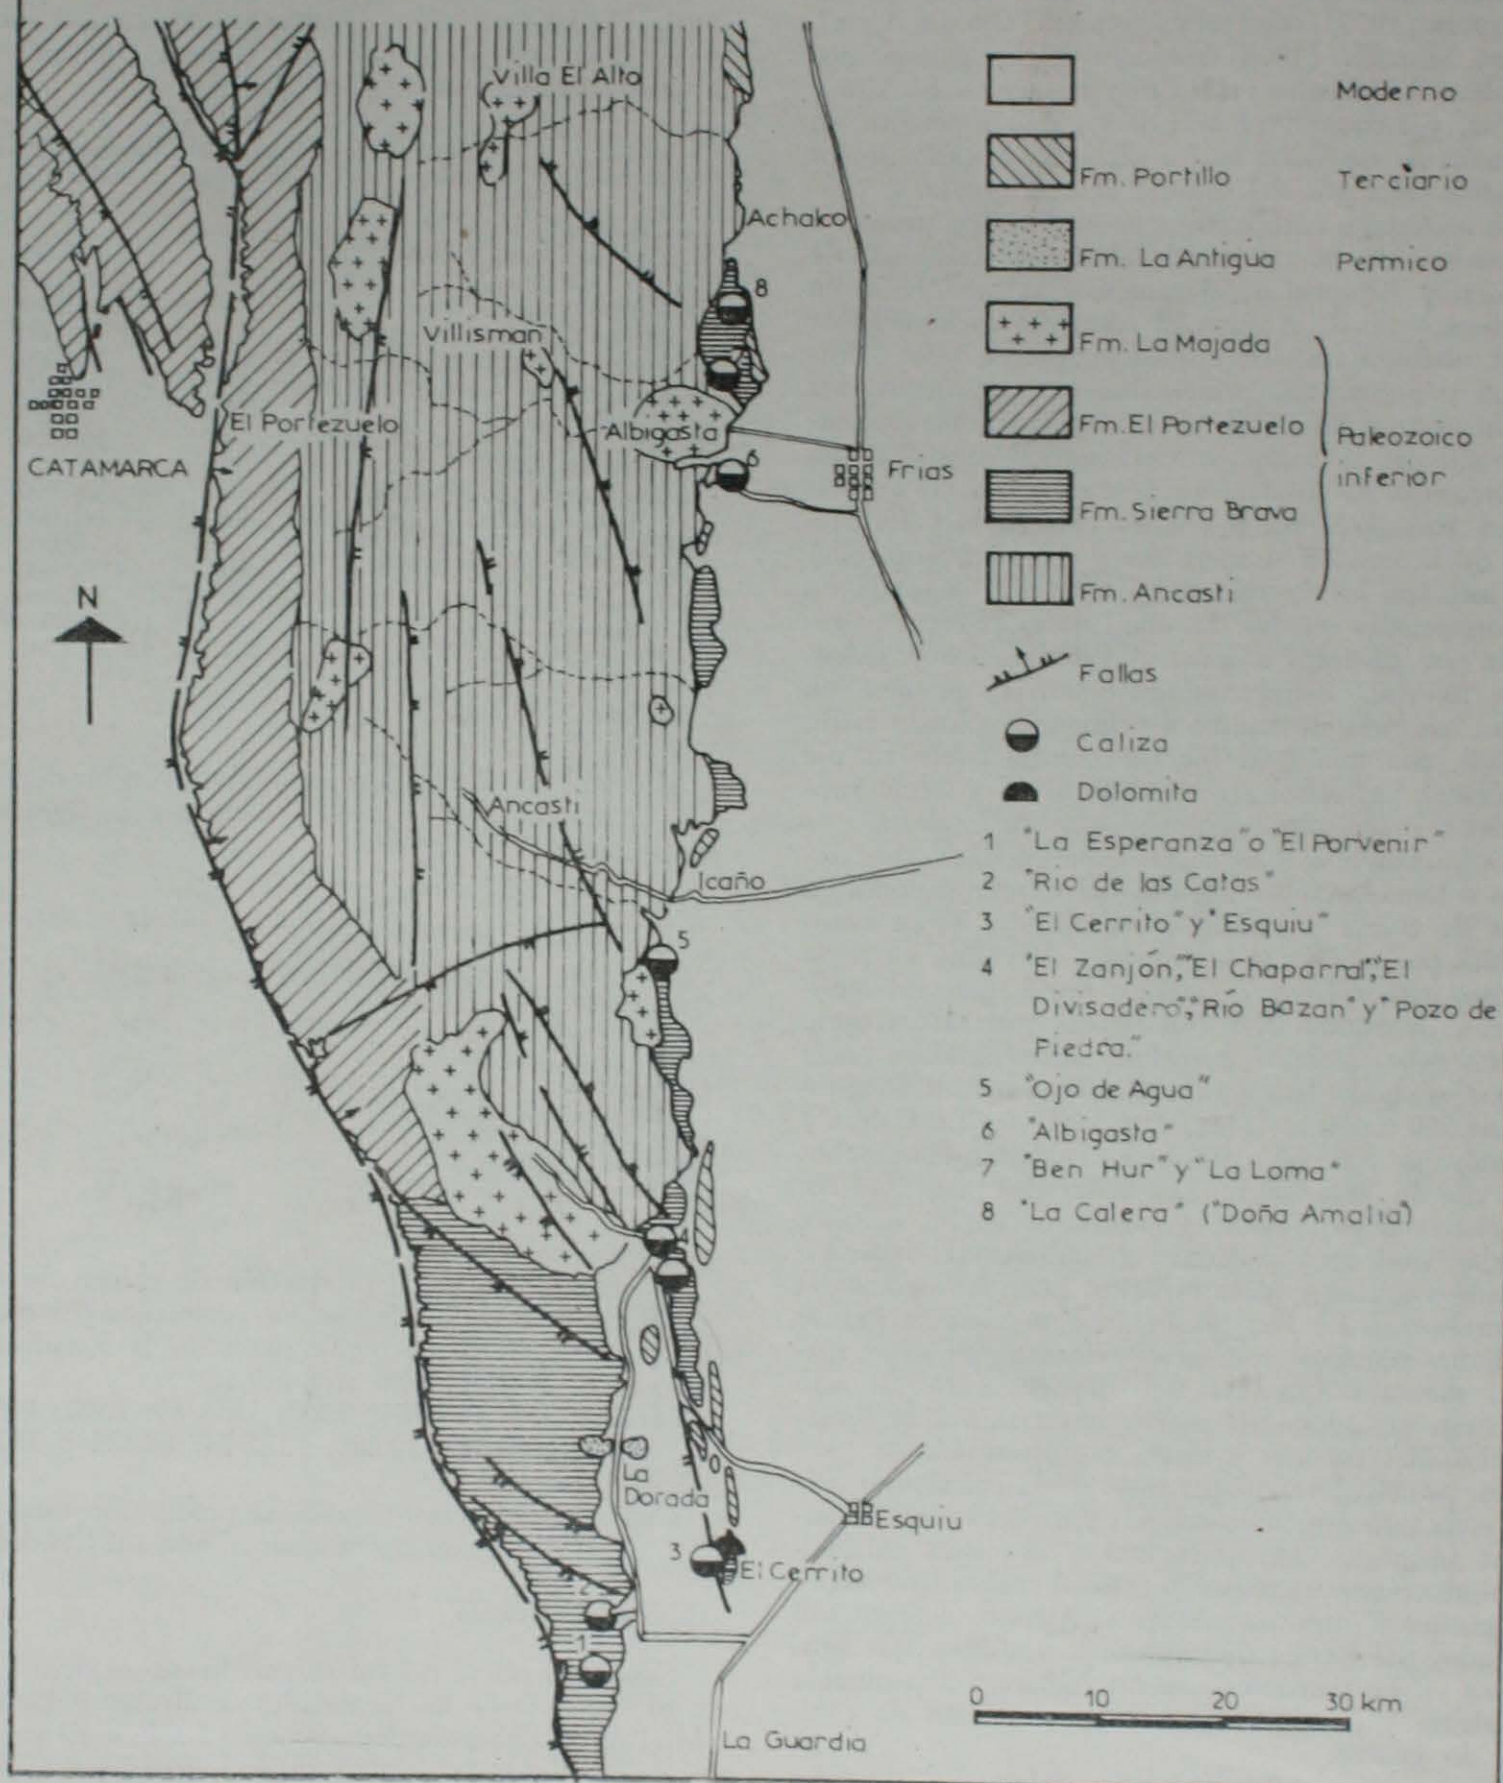 Villa El Alto
Achalco
8
Villisman
El Portezuelo
Albigasta
6
Frias
CATAMARCA
N
Ancasti
Icaño
5
4
La
Dorada
Esquiu
3
El Cerrito
2
1
La Guardia
Moderno
Fm. Portillo Terciario
Fm. La Antigua Permico
Fm. La Majada
Fm. El Portezuelo Paleozoico
inferior
Fm. Sierra Brava
Fm. Ancasti
Fallas
Caliza
Dolomita
1 "La Esperanza" o "El Porvenir"
2 "Rio de las Catas"
3 "El Cerrito" y "Esquiu"
4 "El Zanjón", "El Chaparral", "El
Divisadero", "Río Bazan" y "Pozo de
Piedra."
5 "Ojo de Agua"
6 "Albigasta"
7 "Ben Hur" y "La Loma"
8 "La Calera" ("Doña Amalia")
0 10 20 30 km